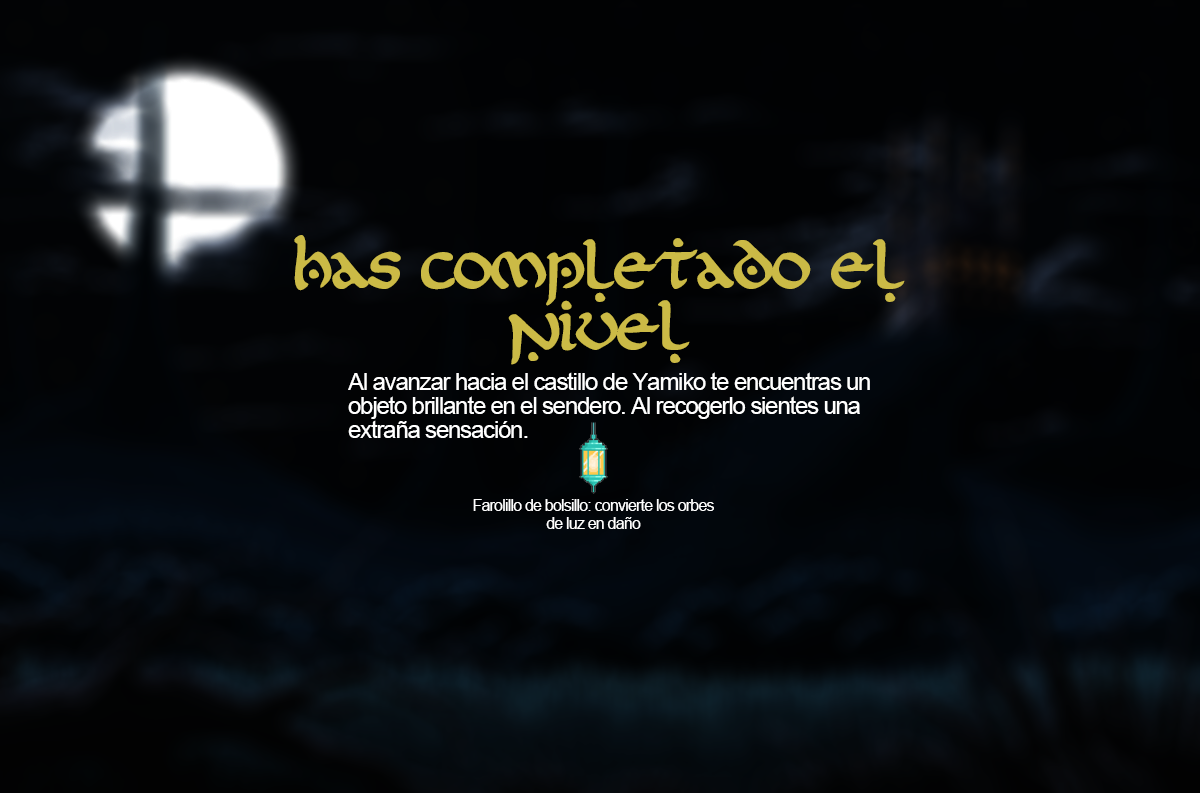 has completado el
nivel
Al avanzar hacia el castillo de Yamiko te encuentras un
objeto brillante en el sendero. Al recogerlo sientes una
extraña sensación.
Farolillo de bolsillo: convierte los orbes
de luz en daño